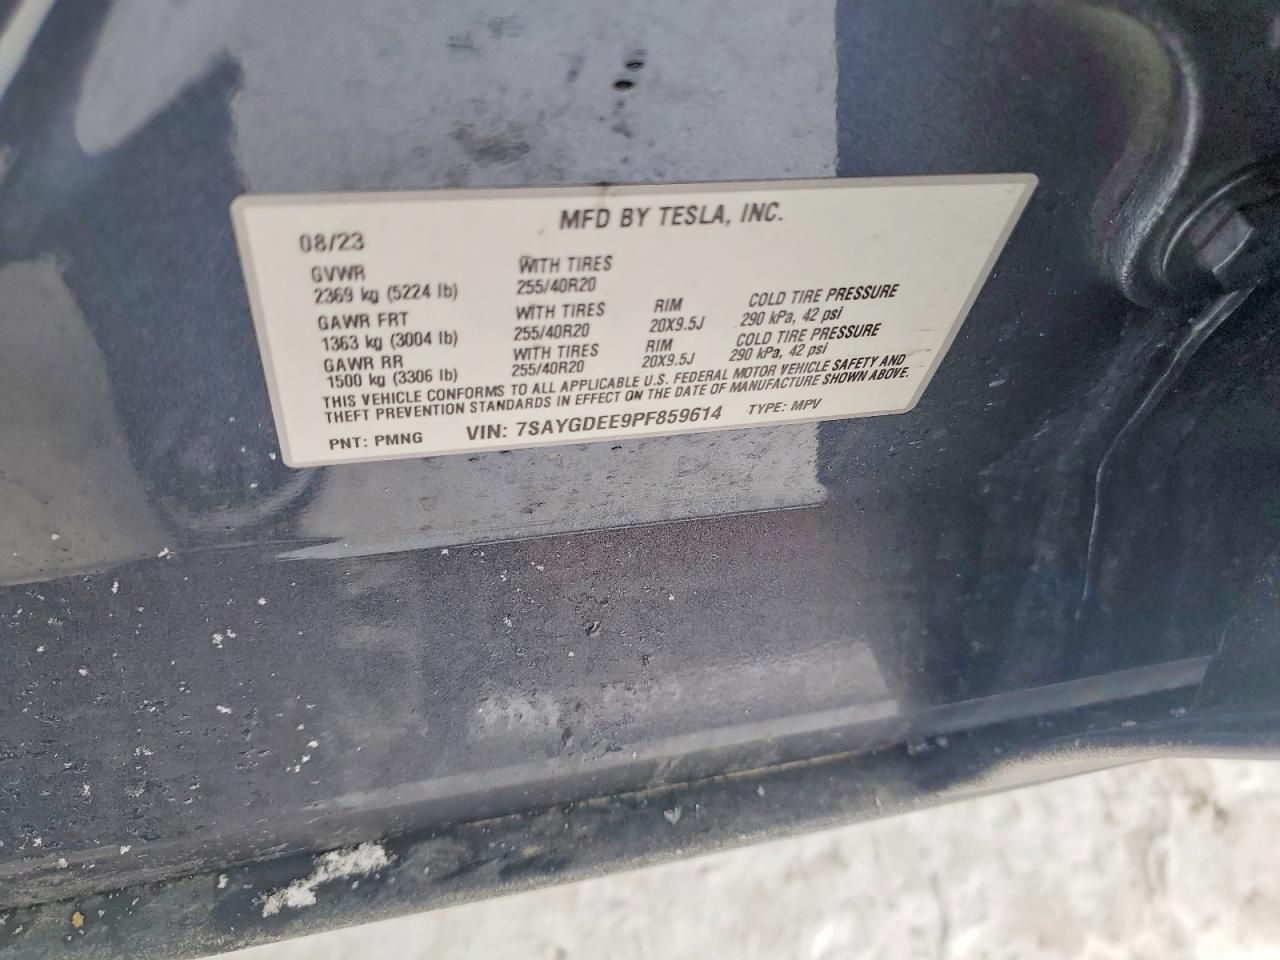 MFD BY TESLA, INC.
08/23
GVWR WITH TIRES
2369 kg (5224 lb) 255/40R20
GAWR FRT WITH TIRES RIM COLD TIRE PRESSURE
1363 kg (3004 lb) 255/40R20 20X9.5J 290 kPa, 42 psi
GAWR RR WITH TIRES RIM COLD TIRE PRESSURE
1500 kg (3306 lb) 255/40R20 20X9.5J 290 kPa, 42 psi
THIS VEHICLE CONFORMS TO ALL APPLICABLE U.S. FEDERAL MOTOR VEHICLE SAFETY AND
THEFT PREVENTION STANDARDS IN EFFECT ON THE DATE OF MANUFACTURE SHOWN ABOVE.
PNT: PMNG VIN: 7SAYGDEE9PF859614 TYPE: MPV